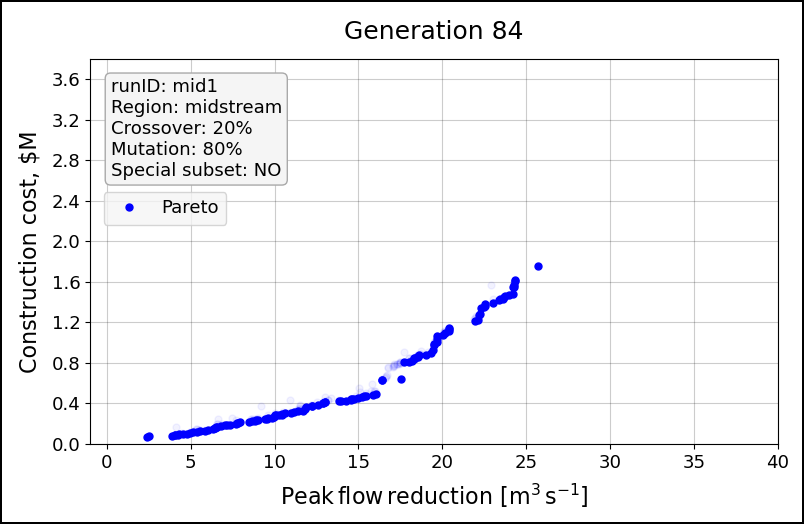 Generation 84
Construction cost, $M
3.6
3.2
2.8
2.4
2.0
1.6
1.2
0.8
0.4
0.0
runID: mid1
Region: midstream
Crossover: 20%
Mutation: 80%
Special subset: NO
Pareto
0 5 10 15 20 25 30 35 40
Peak flow reduction [m³ s⁻¹]